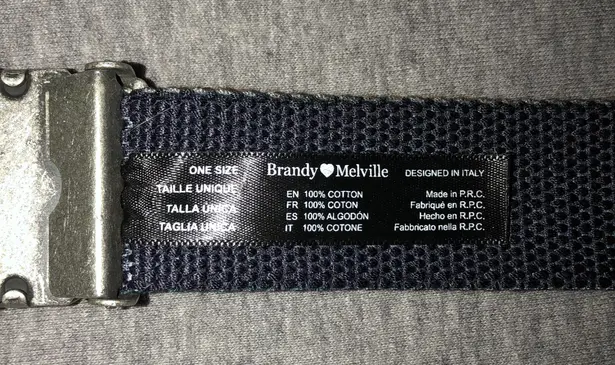 ONE SIZE
TAILLE UNIQUE
TALLA UNICA
TAGLIA UNICA
Brandy♥Melville
EN 100% COTTON
FR 100% COTON
ES 100% ALGODÓN
IT 100% COTONE
DESIGNED IN ITALY
Made in P.R.C.
Fabriqué en R.P.C.
Hecho en R.P.C.
Fabbricato nella R.P.C.